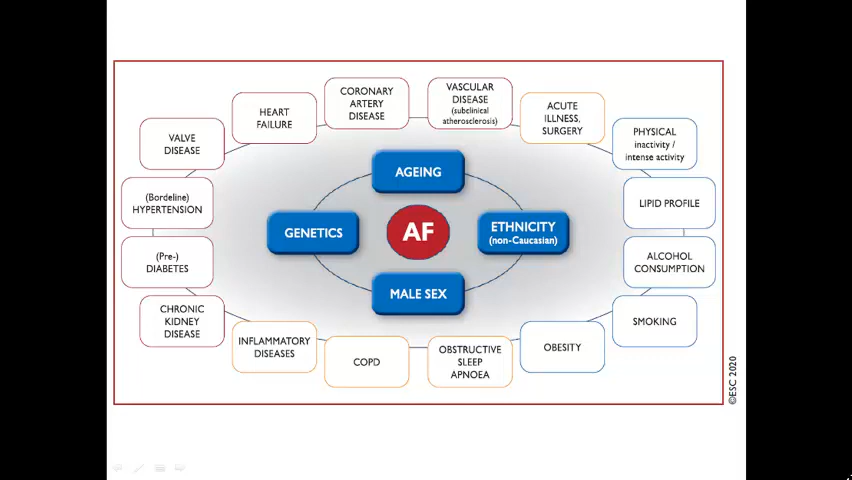 CORONARY
ARTERY
DISEASE
VASCULAR
DISEASE
(subclinical
atherosclerosis)
HEART
FAILURE
ACUTE
ILLNESS,
SURGERY
VALVE
DISEASE
PHYSICAL
inactivity /
intense activity
AGEING
(Bordeline)
HYPERTENSION
LIPID PROFILE
GENETICS
AF
ETHNICITY
(non-Caucasian)
(Pre-)
DIABETES
ALCOHOL
CONSUMPTION
MALE SEX
CHRONIC
KIDNEY
DISEASE
SMOKING
INFLAMMATORY
DISEASES
COPD
OBSTRUCTIVE
SLEEP
APNOEA
OBESITY
©ESC 2020